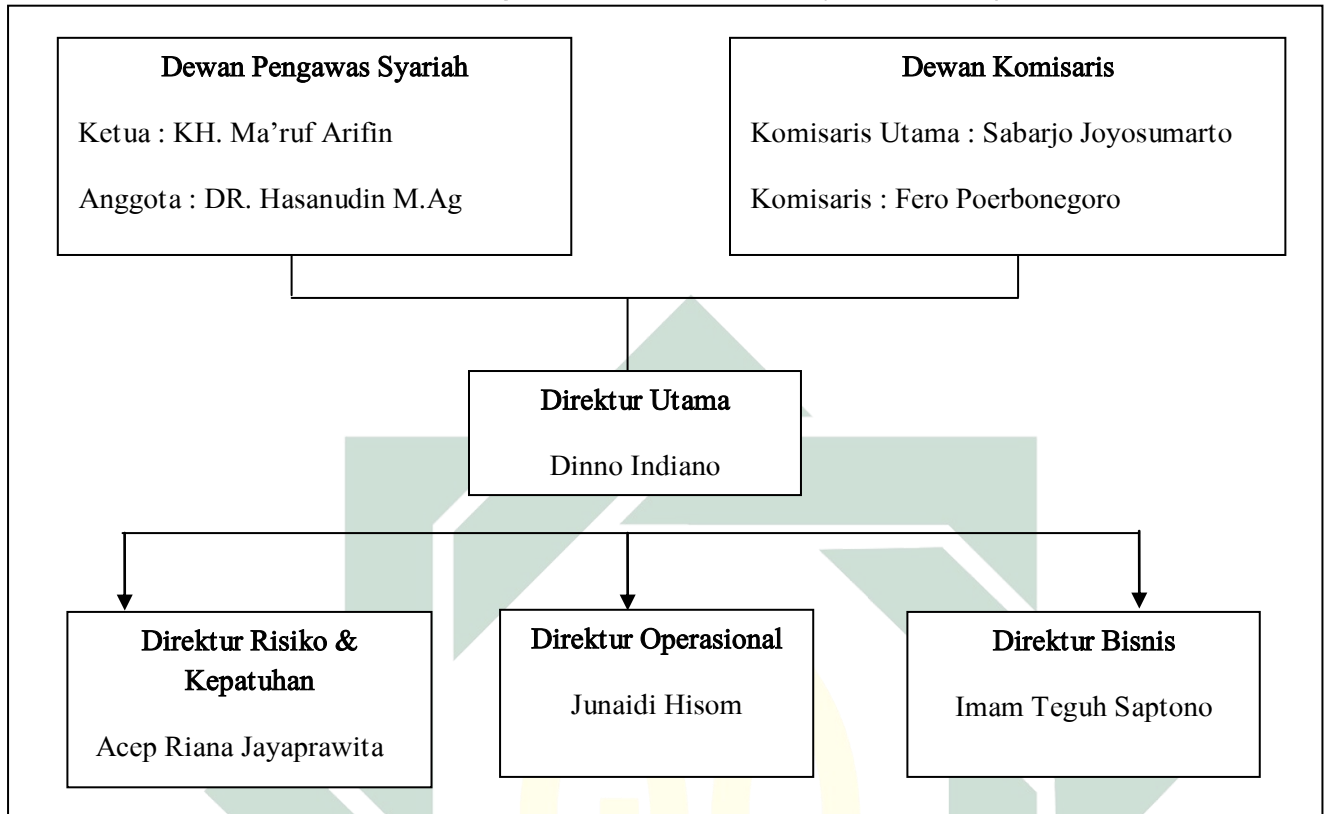 Dewan Pengawas Syariah
Ketua : KH. Ma’ruf Arifin
Anggota : DR. Hasanudin M.Ag
Dewan Komisaris
Komisaris Utama : Sabarjo Joyosumarto
Komisaris : Fero Poerbonegoro
Direktur Utama
Dinno Indiano
Direktur Risiko &
Kepatuhan
Acep Riana Jayaprawita
Direktur Operasional
Junaidi Hisom
Direktur Bisnis
Imam Teguh Saptono